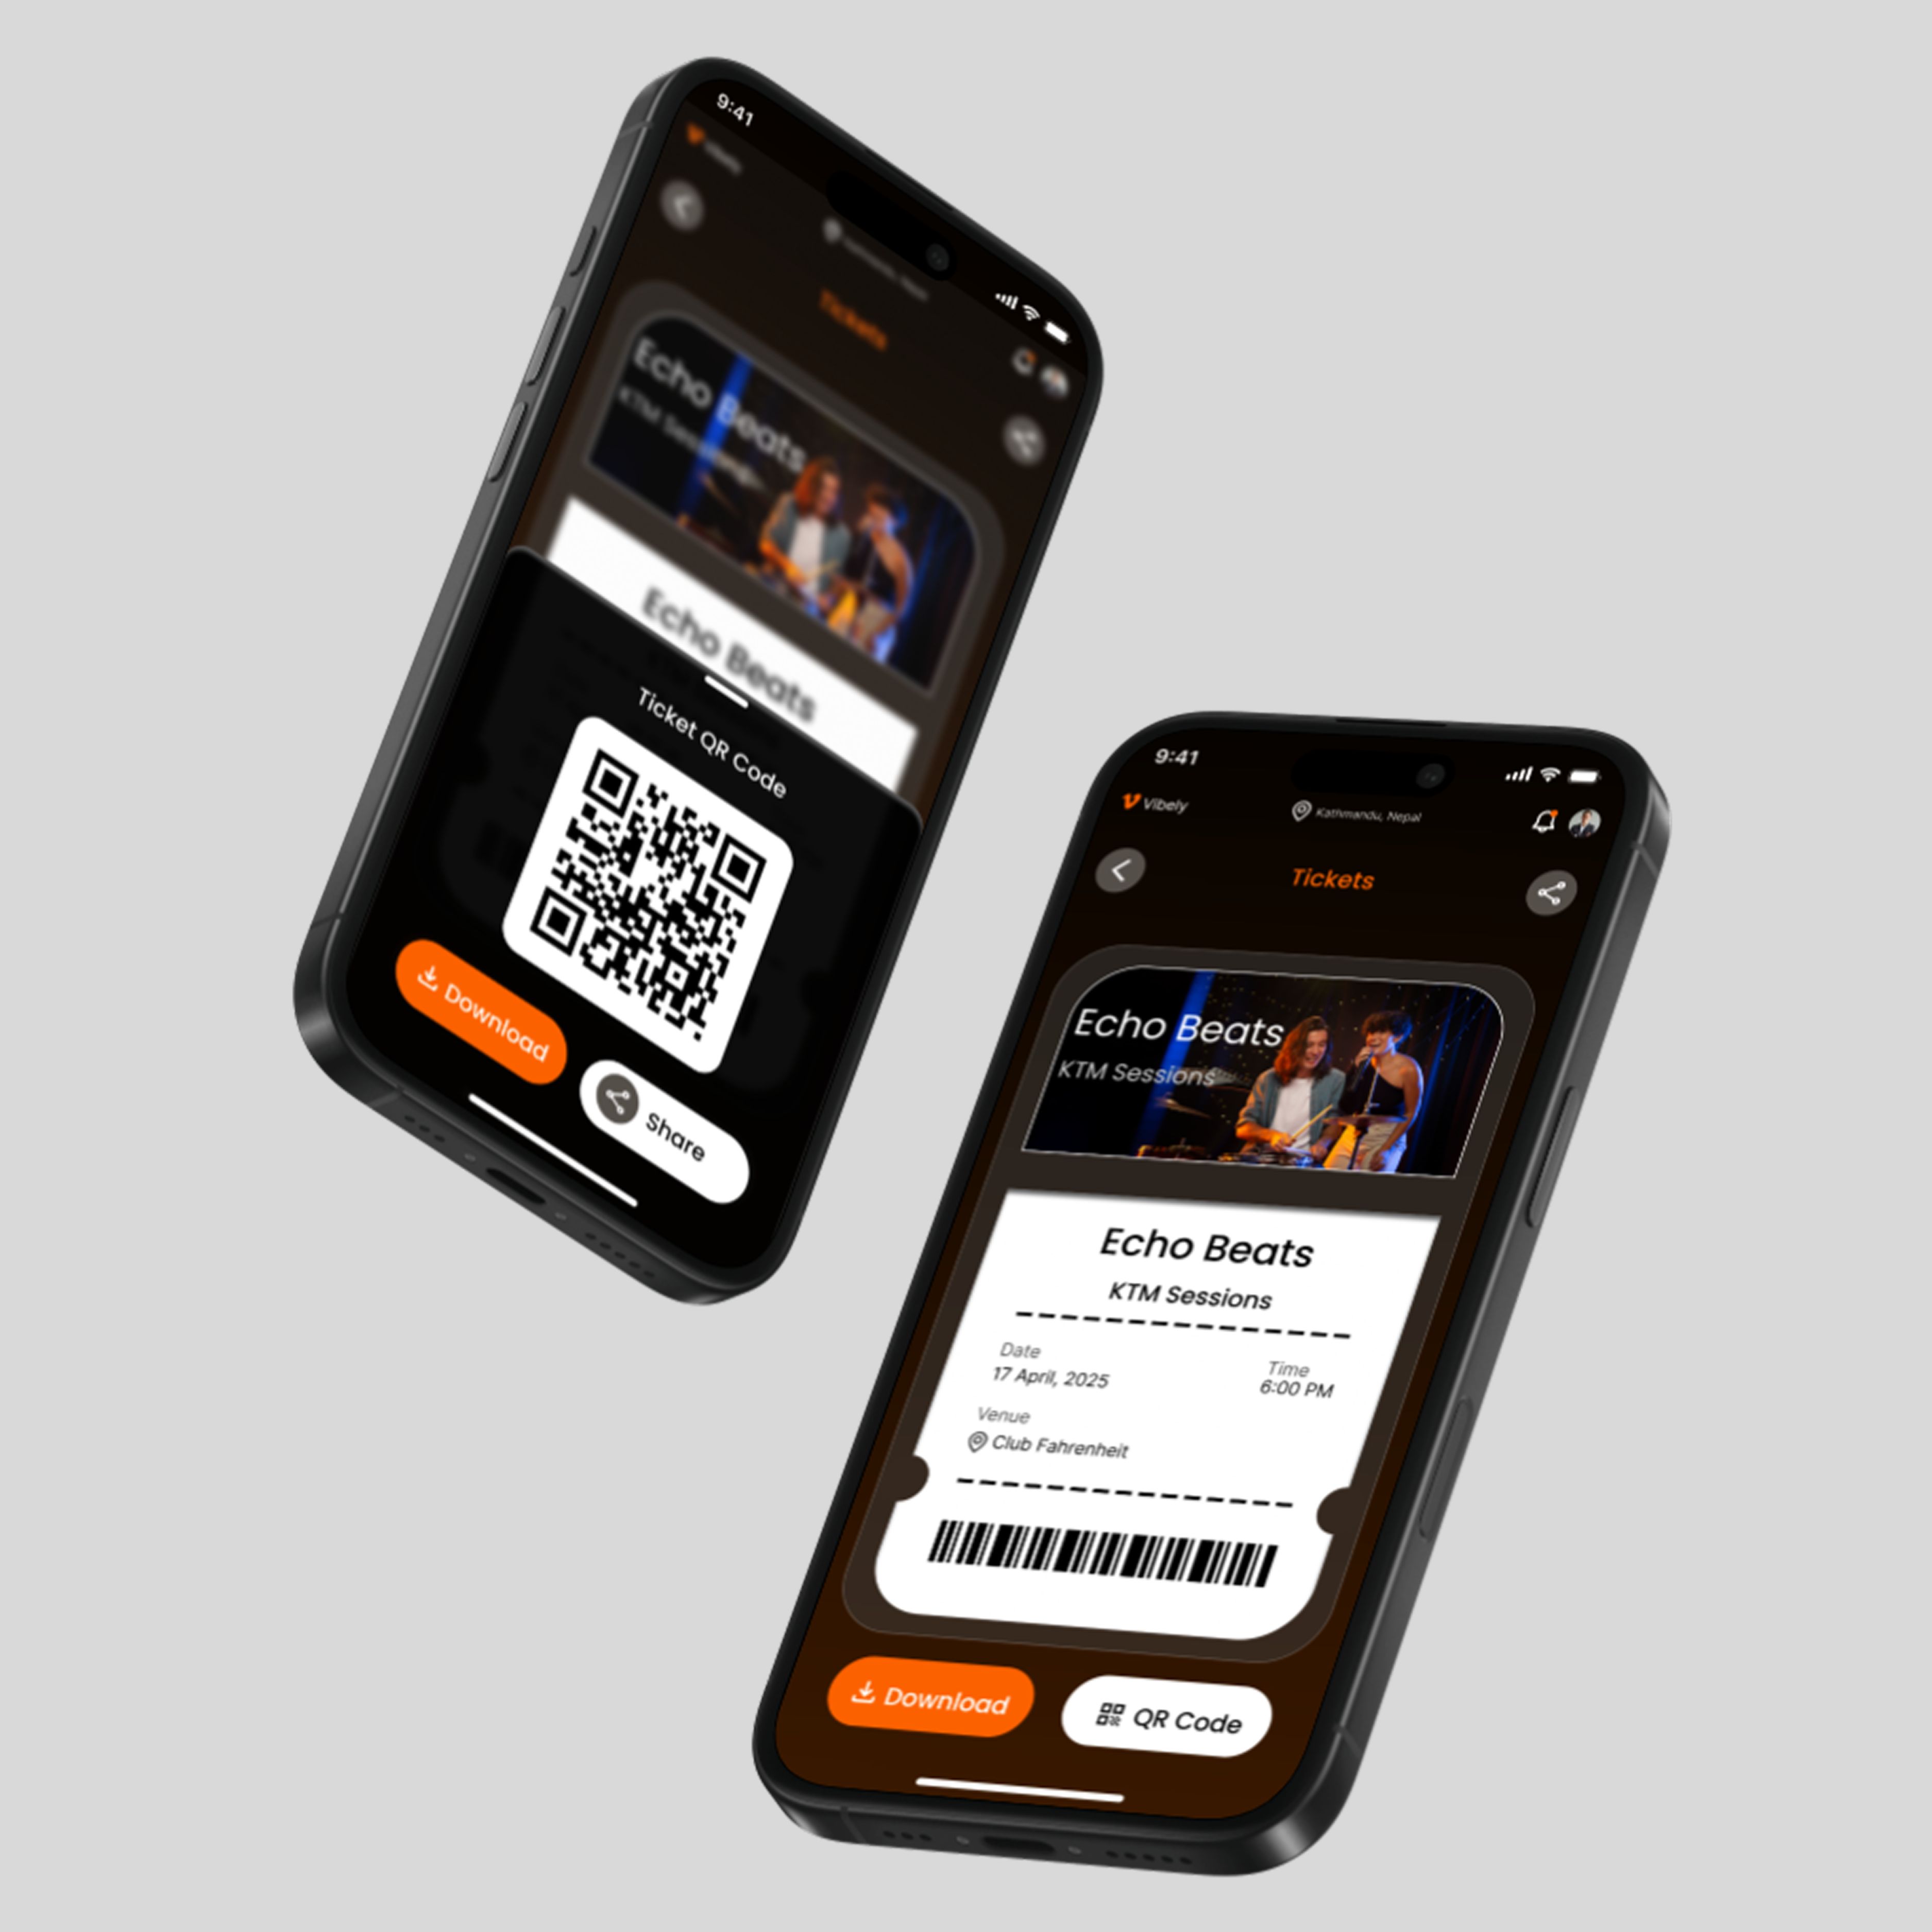 9:41
Vibely
Tickets
Echo Beats
KTM Sessions
Echo Beats
Ticket QR Code
Download
Share
9:41
Vibely
Kathmandu, Nepal
Tickets
Echo Beats
KTM Sessions
Echo Beats
KTM Sessions
Date
Time
17 April, 2025
6:00 PM
Venue
Club Fahrenheit
Download
QR Code